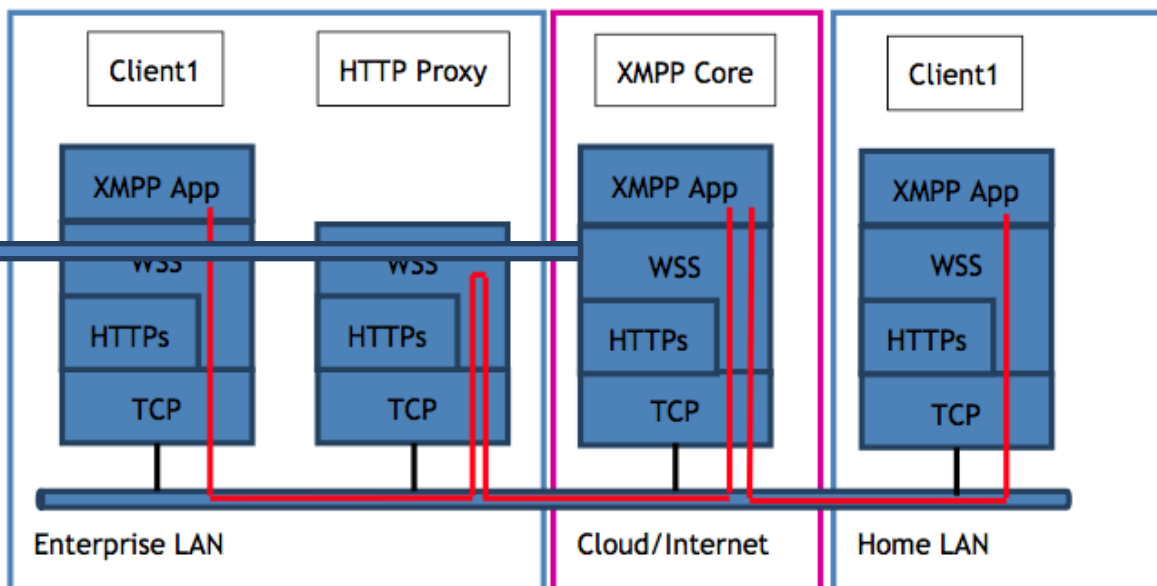 Client1
HTTP Proxy
XMPP Core
Client1
XMPP App
XMPP App
XMPP App
WSS
WSS
WSS
WSS
HTTPs
HTTPs
HTTPs
HTTPs
TCP
TCP
TCP
TCP
Enterprise LAN
Cloud/Internet
Home LAN